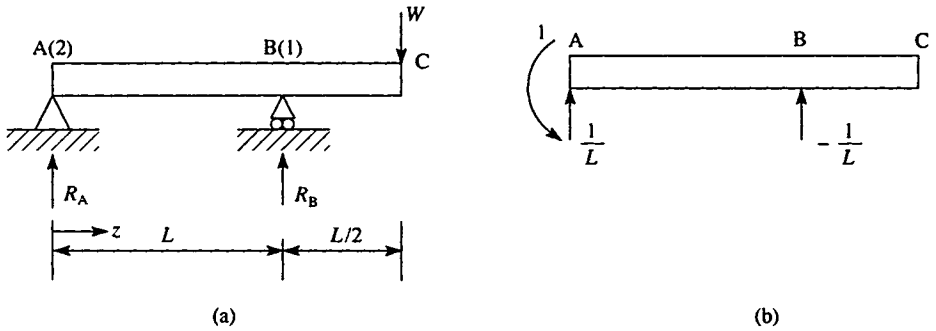 W
A(2)
B(1)
C
R_A
R_B
z
L
L/2
(a)
1
A
B
C
1/L
- 1/L
(b)